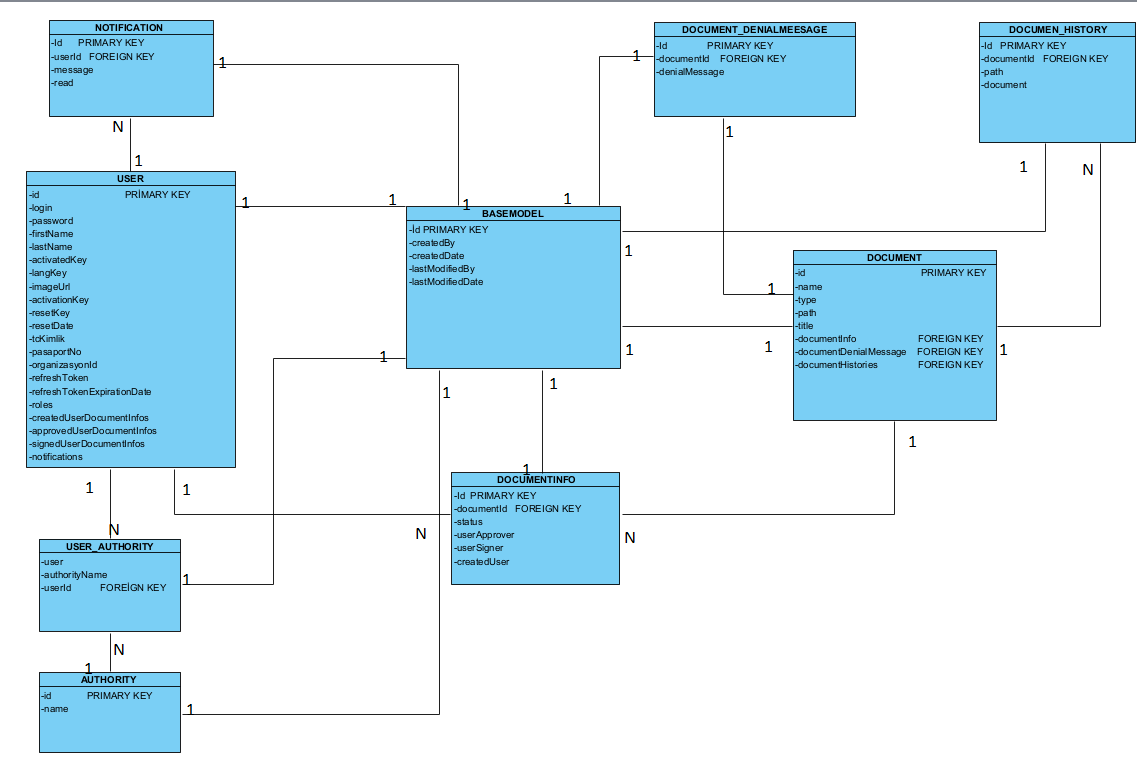 NOTIFICATION
-Id PRIMARY KEY
-userId FOREIGN KEY
-message
-read
1
N
1
DOCUMENT_DENIALMEESAGE
-Id PRIMARY KEY
-documentId FOREIGN KEY
-denialMessage
1
1
DOCUMEN_HISTORY
-Id PRIMARY KEY
-documentId FOREIGN KEY
-path
-document
1
N
USER
-id PRİMARY KEY
-login
-password
-firstName
-lastName
-activatedKey
-langKey
-imageUrl
-activationKey
-resetKey
-resetDate
-tcKimlik
-pasaportNo
-organizasyonId
-refreshToken
-refreshTokenExpirationDate
-roles
-createdUserDocumentInfos
-approvedUserDocumentInfos
-signedUserDocumentInfos
-notifications
1
1
1
1
1
1
BASEMODEL
-İd PRIMARY KEY
-createdBy
-createdDate
-lastModifiedBy
-lastModifiedDate
1
1
1
1
1
DOCUMENT
-id PRIMARY KEY
-name
-type
-path
-title
-documentInfo FOREIGN KEY
-documentDenialMessage FOREIGN KEY
-documentHistories FOREIGN KEY
1
1
1
1
DOCUMENTINFO
-Id PRIMARY KEY
-documentId FOREIGN KEY
-status
-userApprover
-userSigner
-createdUser
1
N
N
N
USER_AUTHORITY
-user
-authorityName
-userId FOREİGN KEY
1
N
1
AUTHORITY
-id PRIMARY KEY
-name
1